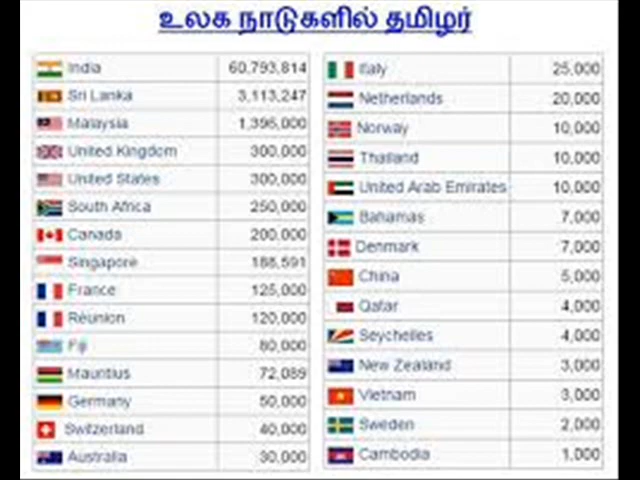 உலக நாடுகளில் தமிழர்
India 60,793,814
Sri Lanka 3,113,247
Malaysia 1,396,000
United Kingdom 300,000
United States 300,000
South Africa 250,000
Canada 200,000
Singapore 188,591
France 125,000
Réunion 120,000
Fiji 80,000
Mauritius 72,089
Germany 50,000
Switzerland 40,000
Australia 30,000
Italy 25,000
Netherlands 20,000
Norway 10,000
Thailand 10,000
United Arab Emirates 10,000
Bahamas 7,000
Denmark 7,000
China 5,000
Qatar 4,000
Seychelles 4,000
New Zealand 3,000
Vietnam 3,000
Sweden 2,000
Cambodia 1,000